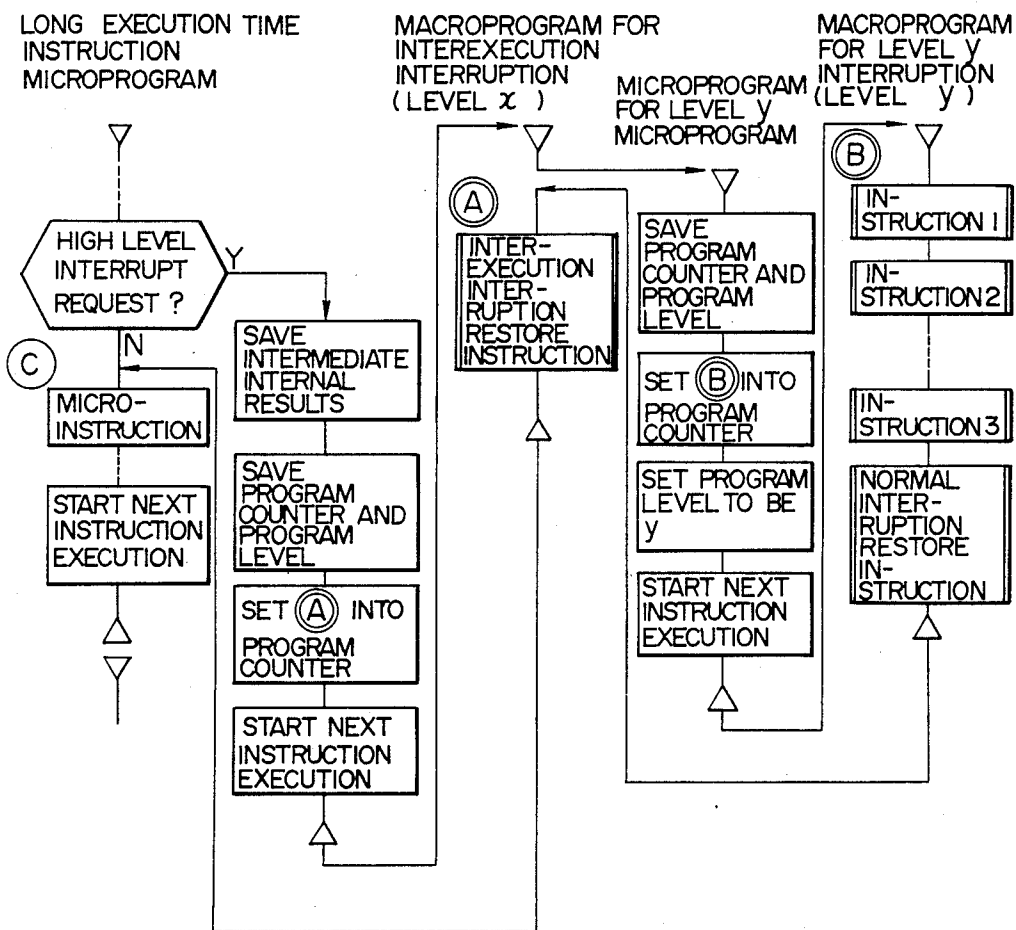 LONG EXECUTION TIME
INSTRUCTION
MICROPROGRAM
HIGH LEVEL
INTERRUPT
REQUEST ?
Y
N
C
MICRO-
INSTRUCTION
START NEXT
INSTRUCTION
EXECUTION
SAVE
INTERMEDIATE
INTERNAL
RESULTS
SAVE
PROGRAM
COUNTER AND
PROGRAM
LEVEL
SET A INTO
PROGRAM
COUNTER
START NEXT
INSTRUCTION
EXECUTION
MACROPROGRAM FOR
INTEREXECUTION
INTERRUPTION
(LEVEL x )
A
INTER-
EXECUTION
INTER-
RUPTION
RESTORE
INSTRUCTION
MICROPROGRAM
FOR LEVEL y
MICROPROGRAM
SAVE
PROGRAM
COUNTER AND
PROGRAM
LEVEL
SET B INTO
PROGRAM
COUNTER
SET PROGRAM
LEVEL TO BE
y
START NEXT
INSTRUCTION
EXECUTION
MACROPROGRAM
FOR LEVEL y
INTERRUPTION
(LEVEL y )
B
IN-
STRUCTION 1
IN-
STRUCTION 2
IN-
STRUCTION 3
NORMAL
INTER-
RUPTION
RESTORE
IN-
STRUCTION